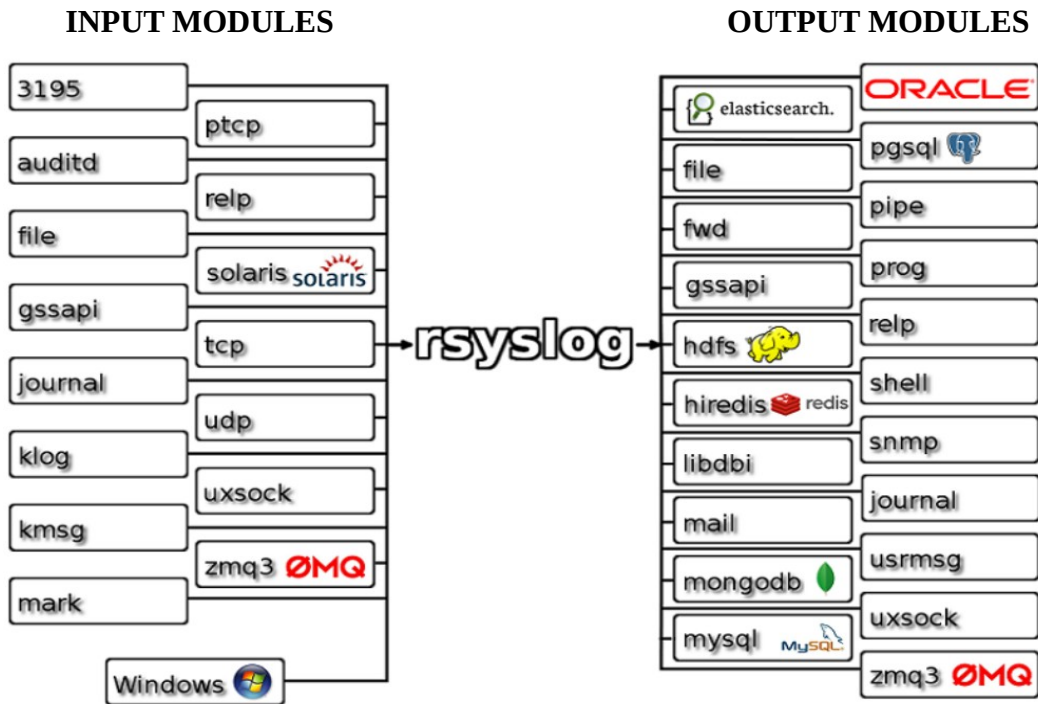 INPUT MODULES
OUTPUT MODULES
3195
ptcp
auditd
relp
file
solaris solaris
gssapi
tcp
journal
udp
klog
uxsock
kmsg
zmq3 ØMQ
mark
Windows
rsyslog
elasticsearch.
file
fwd
gssapi
hdfs
hiredis redis
libdbi
mail
mongodb
mysql MySQL
ORACLE
pgsql
pipe
prog
relp
shell
snmp
journal
usrmsg
uxsock
zmq3 ØMQ